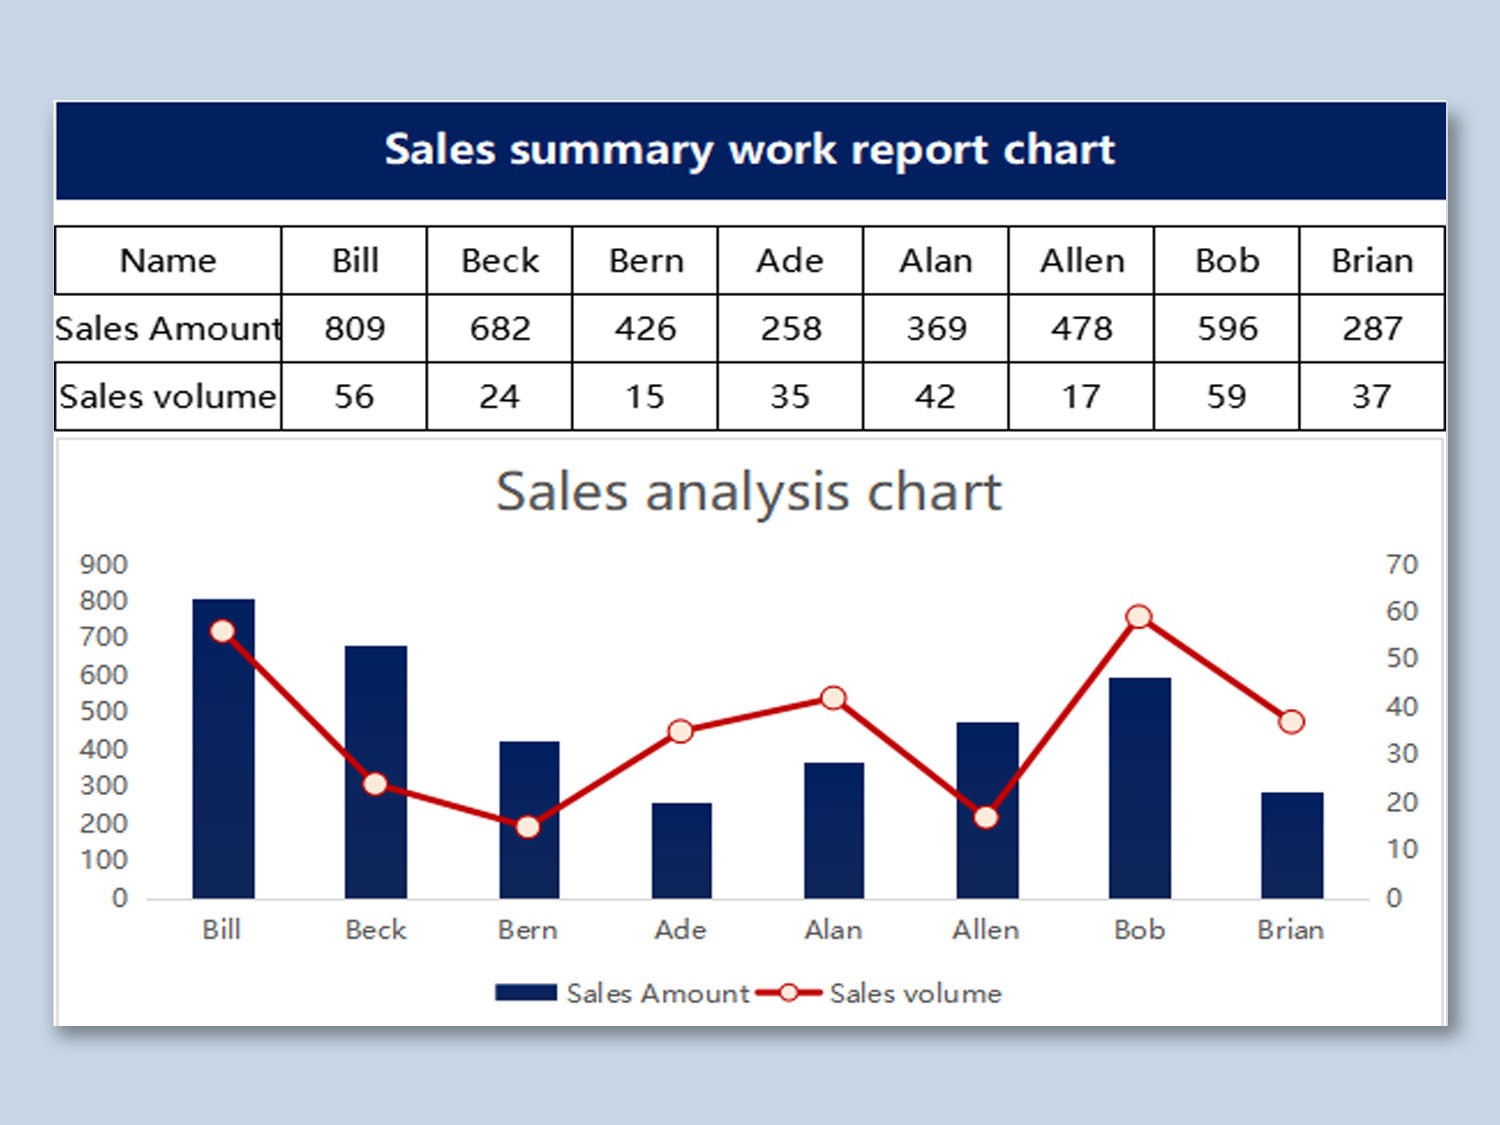 Sales summary work report chart
Name Bill Beck Bern Ade Alan Allen Bob Brian
Sales Amount 809 682 426 258 369 478 596 287
Sales volume 56 24 15 35 42 17 59 37
Sales analysis chart
900 70
800 60
700
600 50
500 40
400 30
300
200 20
100 10
0 0
Bill Beck Bern Ade Alan Allen Bob Brian
Sales Amount Sales volume